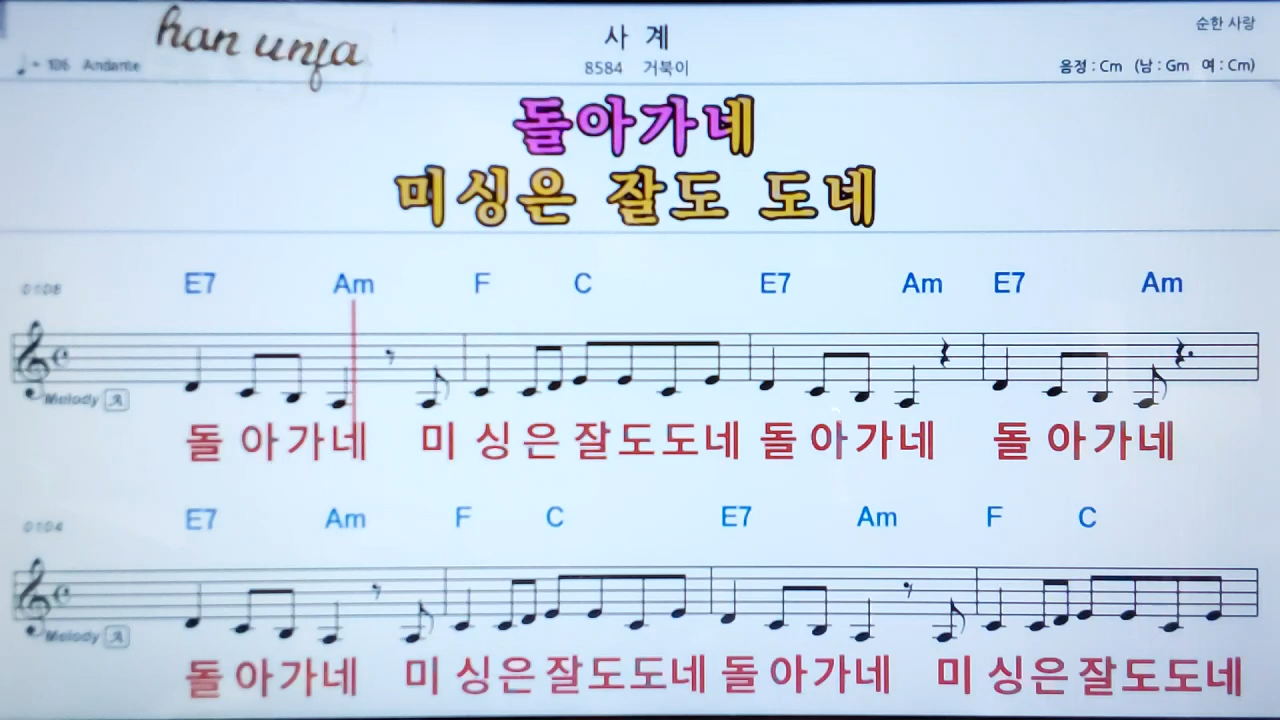 han unja
순한 사랑
사 계
♩= 106 Andante
8584 거북이
음정 : Cm (남 : Gm 여 : Cm)
돌아가네
미싱은 잘도 도네
E7 Am F C E7 Am E7 Am
Melody
돌 아가네 미 싱은잘도도네 돌 아가네 돌 아가네
0104
E7 Am F C E7 Am F C
Melody
돌 아가네 미 싱은잘도도네 돌 아가네 미 싱은잘도도네